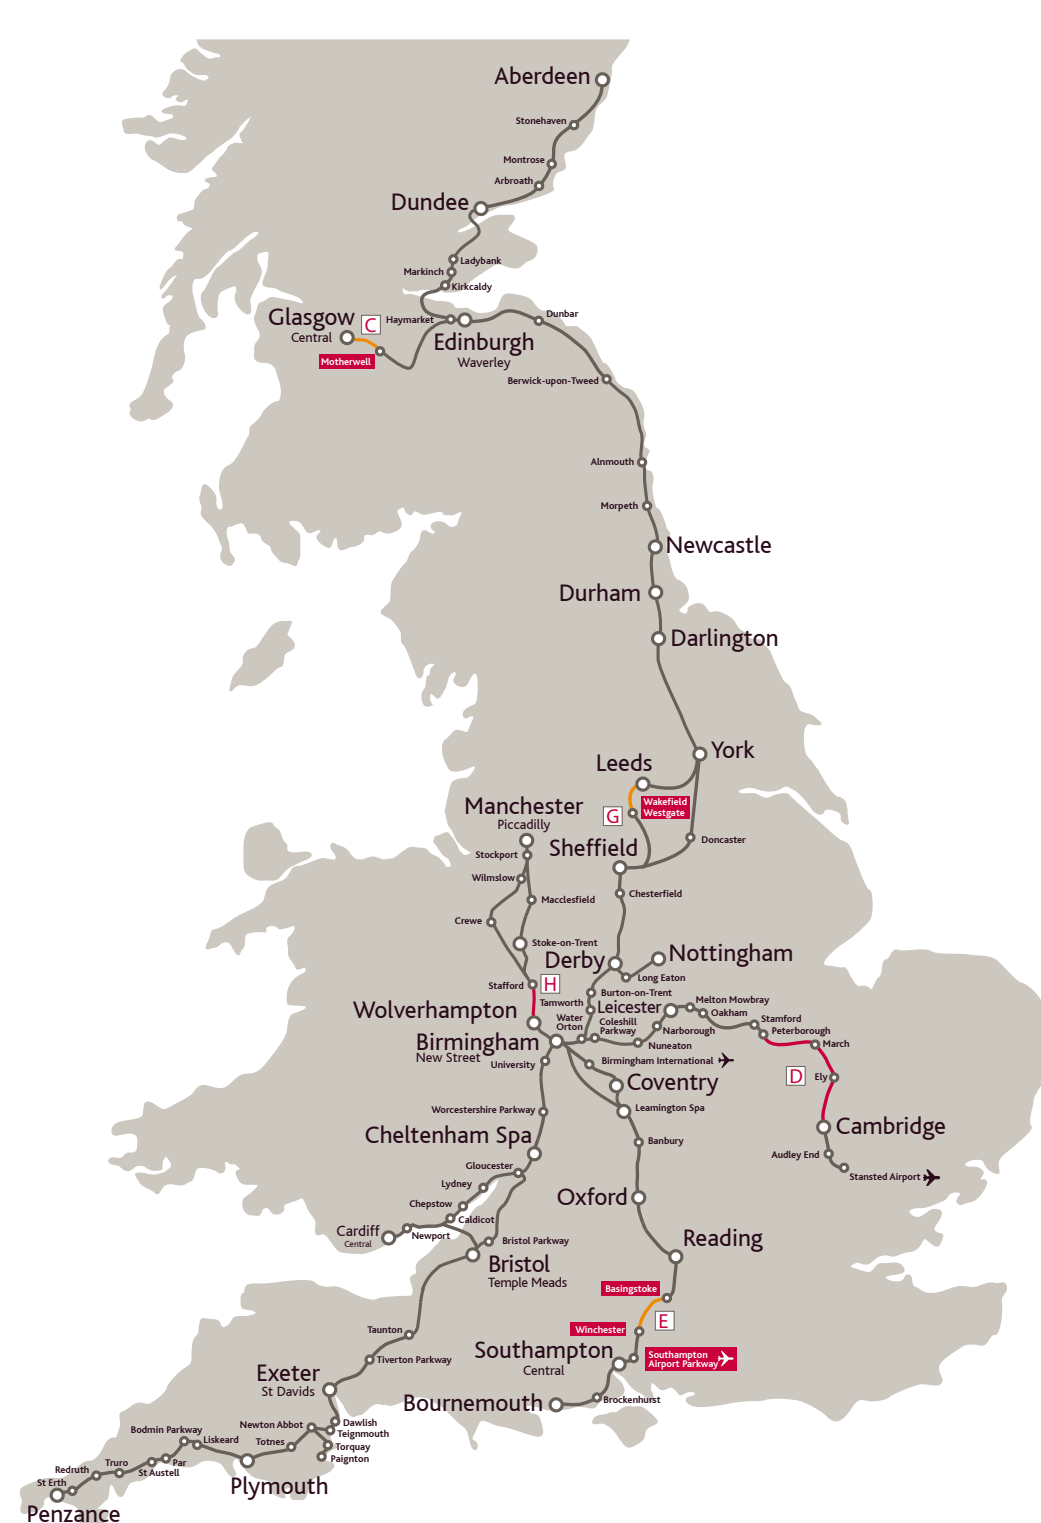 Aberdeen
Stonehaven
Montrose
Arbroath
Dundee
Ladybank
Markinch
Kirkcaldy
Glasgow
Central
C
Haymarket
Dunbar
Edinburgh
Waverley
Motherwell
Berwick-upon-Tweed
Alnmouth
Morpeth
Newcastle
Durham
Darlington
York
Leeds
Wakefield
Westgate
G
Manchester
Piccadilly
Doncaster
Sheffield
Stockport
Wilmslow
Chesterfield
Macclesfield
Crewe
Stoke-on-Trent
Nottingham
Derby
Long Eaton
Stafford
H
Burton-on-Trent
Tamworth
Melton Mowbray
Wolverhampton
Leicester
Oakham
Stamford
Water
Orton
Coleshill
Parkway
Narborough
Peterborough
Birmingham
New Street
Nuneaton
March
University
Birmingham International
D
Ely
Coventry
Worcestershire Parkway
Leamington Spa
Cheltenham Spa
Banbury
Cambridge
Audley End
Gloucester
Stansted Airport
Lydney
Oxford
Chepstow
Caldicot
Cardiff
Central
Newport
Bristol Parkway
Reading
Bristol
Temple Meads
Basingstoke
E
Winchester
Taunton
Southampton
Central
Southampton
Airport Parkway
Tiverton Parkway
Exeter
St Davids
Bournemouth
Brockenhurst
Dawlish
Newton Abbot
Teignmouth
Bodmin Parkway
Liskeard
Totnes
Torquay
Paignton
Par
Truro
St Austell
Redruth
St Erth
Plymouth
Penzance